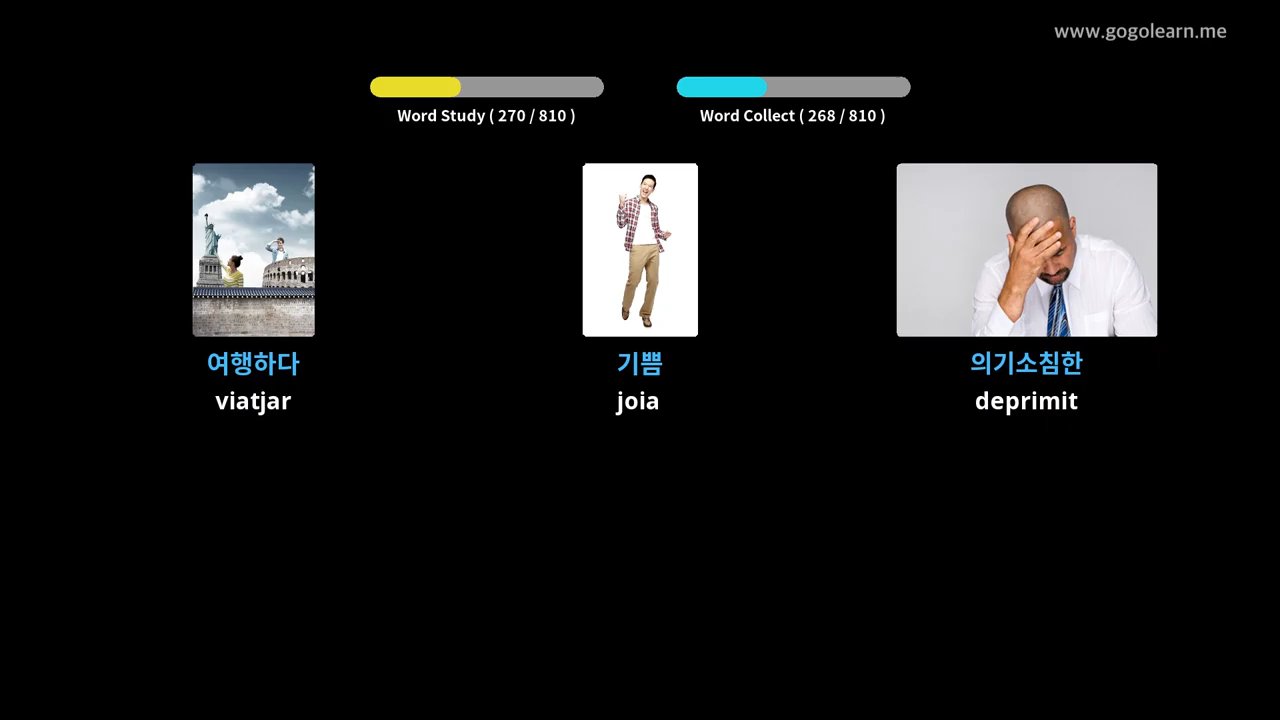 www.gogolearn.me
Word Study ( 270 / 810 )
Word Collect ( 268 / 810 )
여행하다
viatjar
기쁨
joia
의기소침한
deprimit